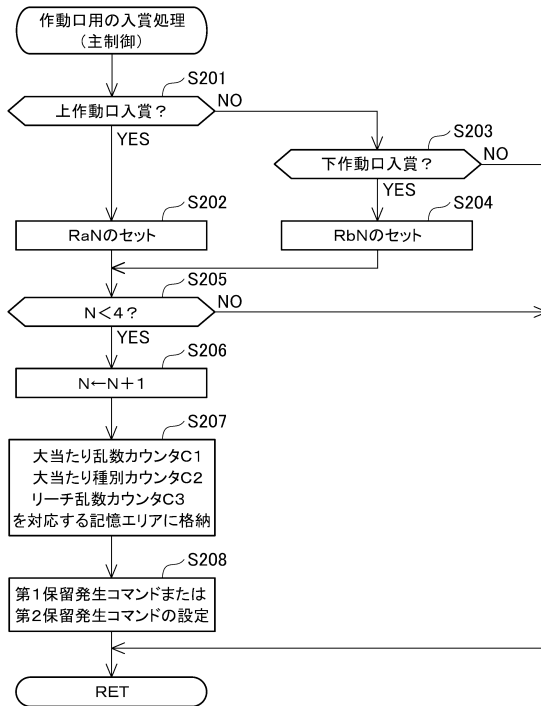 作動口用の入賞処理
（主制御）
S201
上作動口入賞？
NO
YES
S203
下作動口入賞？
NO
YES
S202
RaNのセット
S204
RbNのセット
S205
N＜4？
NO
YES
S206
N←N＋1
S207
大当たり乱数カウンタC1
大当たり種別カウンタC2
リーチ乱数カウンタC3
を対応する記憶エリアに格納
S208
第1保留発生コマンドまたは
第2保留発生コマンドの設定
RET